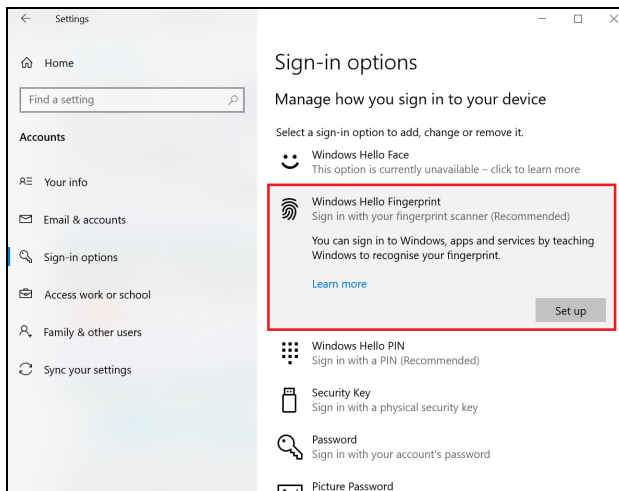 Settings
Home
Find a setting
Accounts
Your info
Email & accounts
Sign-in options
Access work or school
Family & other users
Sync your settings
Sign-in options
Manage how you sign in to your device
Select a sign-in option to add, change or remove it.
Windows Hello Face
This option is currently unavailable – click to learn more
Windows Hello Fingerprint
Sign in with your fingerprint scanner (Recommended)
You can sign in to Windows, apps and services by teaching
Windows to recognise your fingerprint.
Learn more
Set up
Windows Hello PIN
Sign in with a PIN (Recommended)
Security Key
Sign in with a physical security key
Password
Sign in with your account's password
Picture Password